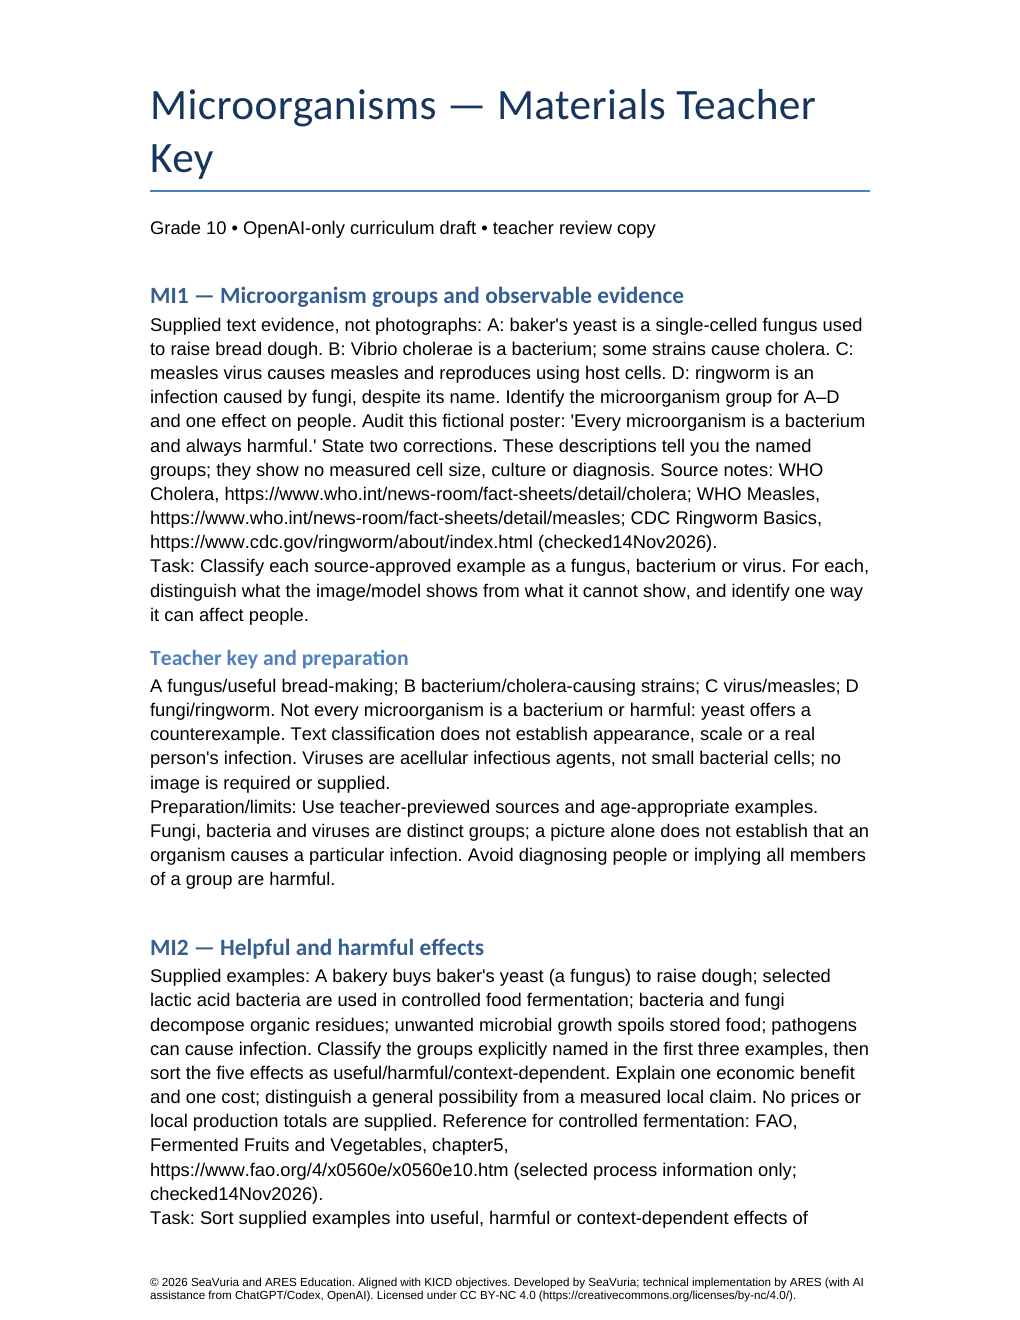 Microorganisms — Materials Teacher
Key
Grade 10 • OpenAI-only curriculum draft • teacher review copy
MI1 — Microorganism groups and observable evidence
Supplied text evidence, not photographs: A: baker's yeast is a single-celled fungus used
to raise bread dough. B: Vibrio cholerae is a bacterium; some strains cause cholera. C:
measles virus causes measles and reproduces using host cells. D: ringworm is an
infection caused by fungi, despite its name. Identify the microorganism group for A–D
and one effect on people. Audit this fictional poster: 'Every microorganism is a bacterium
and always harmful.' State two corrections. These descriptions tell you the named
groups; they show no measured cell size, culture or diagnosis. Source notes: WHO
Cholera, https://www.who.int/news-room/fact-sheets/detail/cholera; WHO Measles,
https://www.who.int/news-room/fact-sheets/detail/measles; CDC Ringworm Basics,
https://www.cdc.gov/ringworm/about/index.html (checked14Nov2026).
Task: Classify each source-approved example as a fungus, bacterium or virus. For each,
distinguish what the image/model shows from what it cannot show, and identify one way
it can affect people.
Teacher key and preparation
A fungus/useful bread-making; B bacterium/cholera-causing strains; C virus/measles; D
fungi/ringworm. Not every microorganism is a bacterium or harmful: yeast offers a
counterexample. Text classification does not establish appearance, scale or a real
person's infection. Viruses are acellular infectious agents, not small bacterial cells; no
image is required or supplied.
Preparation/limits: Use teacher-previewed sources and age-appropriate examples.
Fungi, bacteria and viruses are distinct groups; a picture alone does not establish that an
organism causes a particular infection. Avoid diagnosing people or implying all members
of a group are harmful.
MI2 — Helpful and harmful effects
Supplied examples: A bakery buys baker's yeast (a fungus) to raise dough; selected
lactic acid bacteria are used in controlled food fermentation; bacteria and fungi
decompose organic residues; unwanted microbial growth spoils stored food; pathogens
can cause infection. Classify the groups explicitly named in the first three examples, then
sort the five effects as useful/harmful/context-dependent. Explain one economic benefit
and one cost; distinguish a general possibility from a measured local claim. No prices or
local production totals are supplied. Reference for controlled fermentation: FAO,
Fermented Fruits and Vegetables, chapter5,
https://www.fao.org/4/x0560e/x0560e10.htm (selected process information only;
checked14Nov2026).
Task: Sort supplied examples into useful, harmful or context-dependent effects of
© 2026 SeaVuria and ARES Education. Aligned with KICD objectives. Developed by SeaVuria; technical implementation by ARES (with AI
assistance from ChatGPT/Codex, OpenAI). Licensed under CC BY-NC 4.0 (https://creativecommons.org/licenses/by-nc/4.0/).